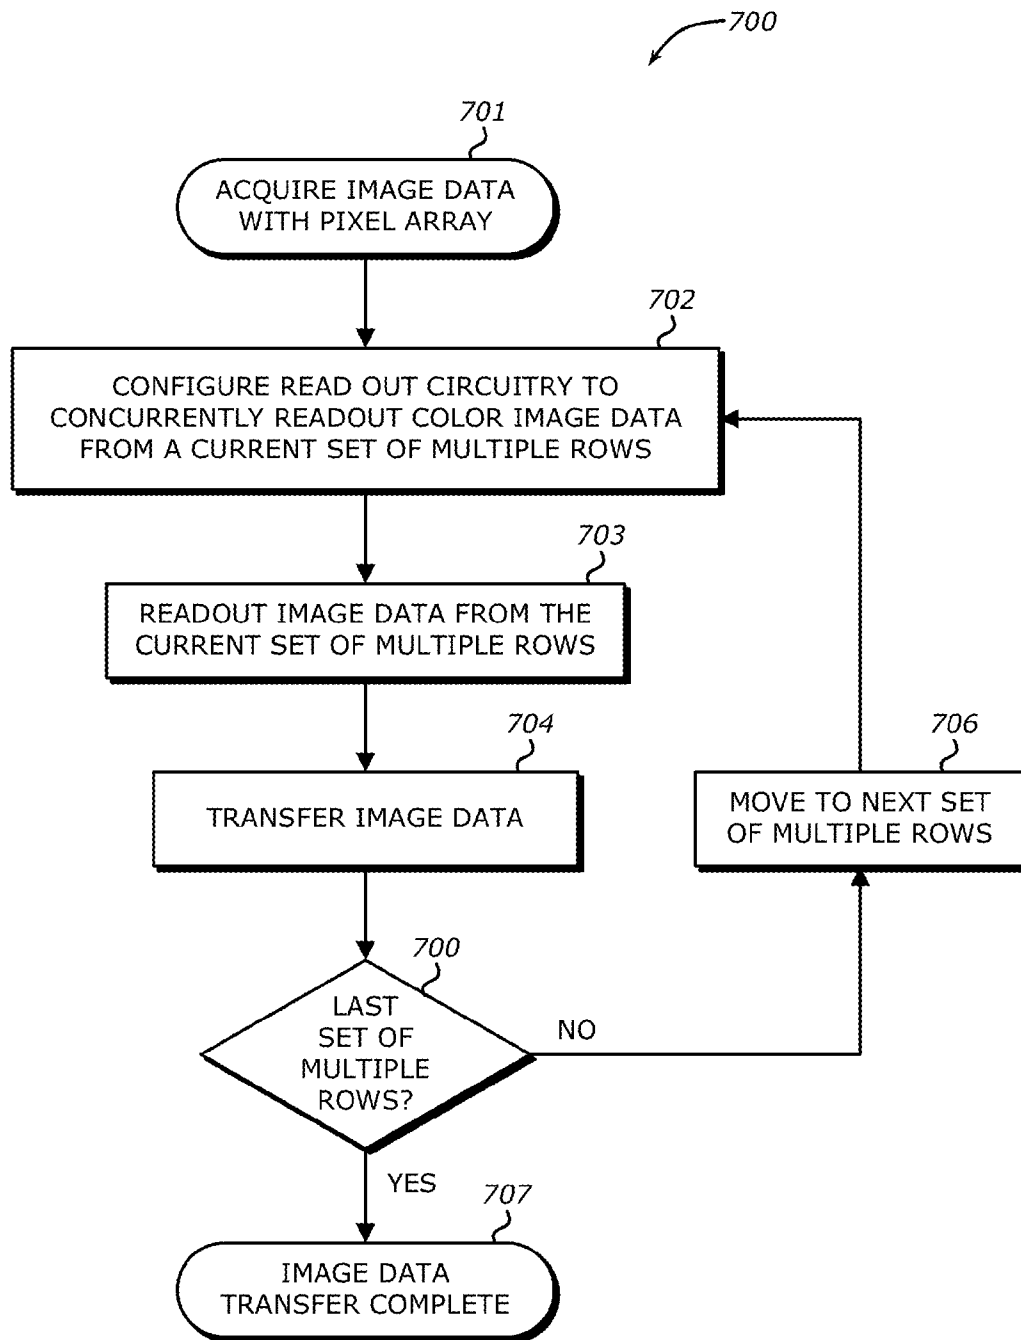 700
701
ACQUIRE IMAGE DATA
WITH PIXEL ARRAY
702
CONFIGURE READ OUT CIRCUITRY TO
CONCURRENTLY READOUT COLOR IMAGE DATA
FROM A CURRENT SET OF MULTIPLE ROWS
703
READOUT IMAGE DATA FROM THE
CURRENT SET OF MULTIPLE ROWS
704
TRANSFER IMAGE DATA
706
MOVE TO NEXT SET
OF MULTIPLE ROWS
700
LAST
SET OF
MULTIPLE
ROWS?
NO
YES
707
IMAGE DATA
TRANSFER COMPLETE